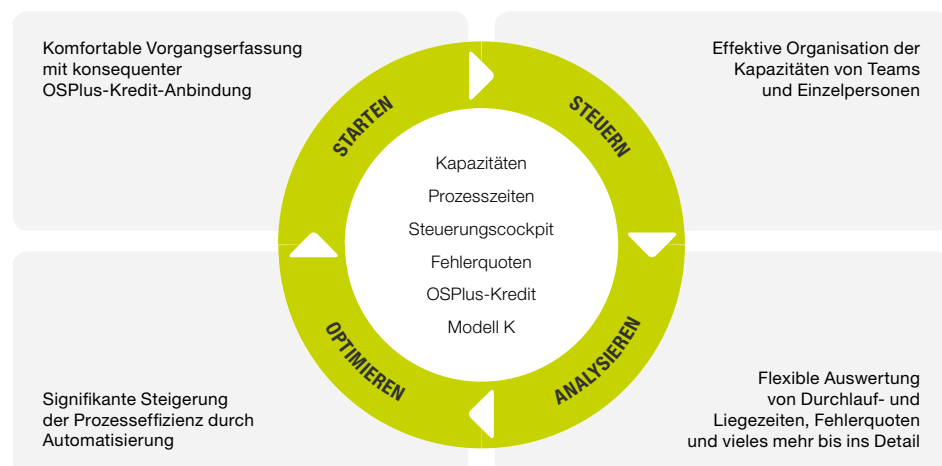 Komfortable Vorgangserfassung
mit konsequenter
OSPlus-Kredit-Anbindung
Effektive Organisation der
Kapazitäten von Teams
und Einzelpersonen
STARTEN
STEUERN
Kapazitäten
Prozesszeiten
Steuerungscockpit
Fehlerquoten
OSPlus-Kredit
Modell K
OPTIMIEREN
ANALYSIEREN
Signifikante Steigerung
der Prozesseffizienz durch
Automatisierung
Flexible Auswertung
von Durchlauf- und
Liegezeiten, Fehlerquoten
und vieles mehr bis ins Detail